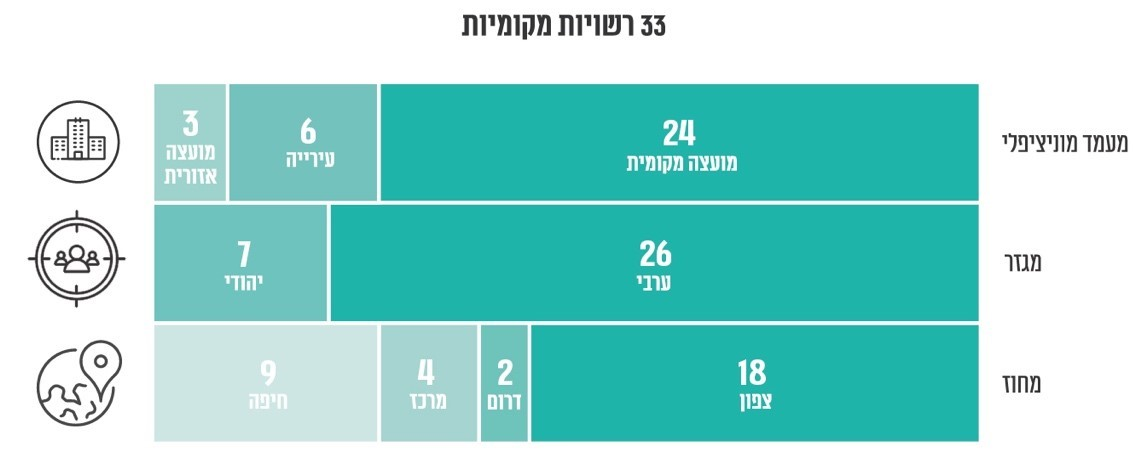 33 רשויות מקומיות
מעמד מוניציפלי
24
מועצה מקומית
6
עירייה
3
מועצה
אזורית
מגזר
26
ערבי
7
יהודי
מחוז
18
צפון
2
דרום
4
מרכז
9
חיפה